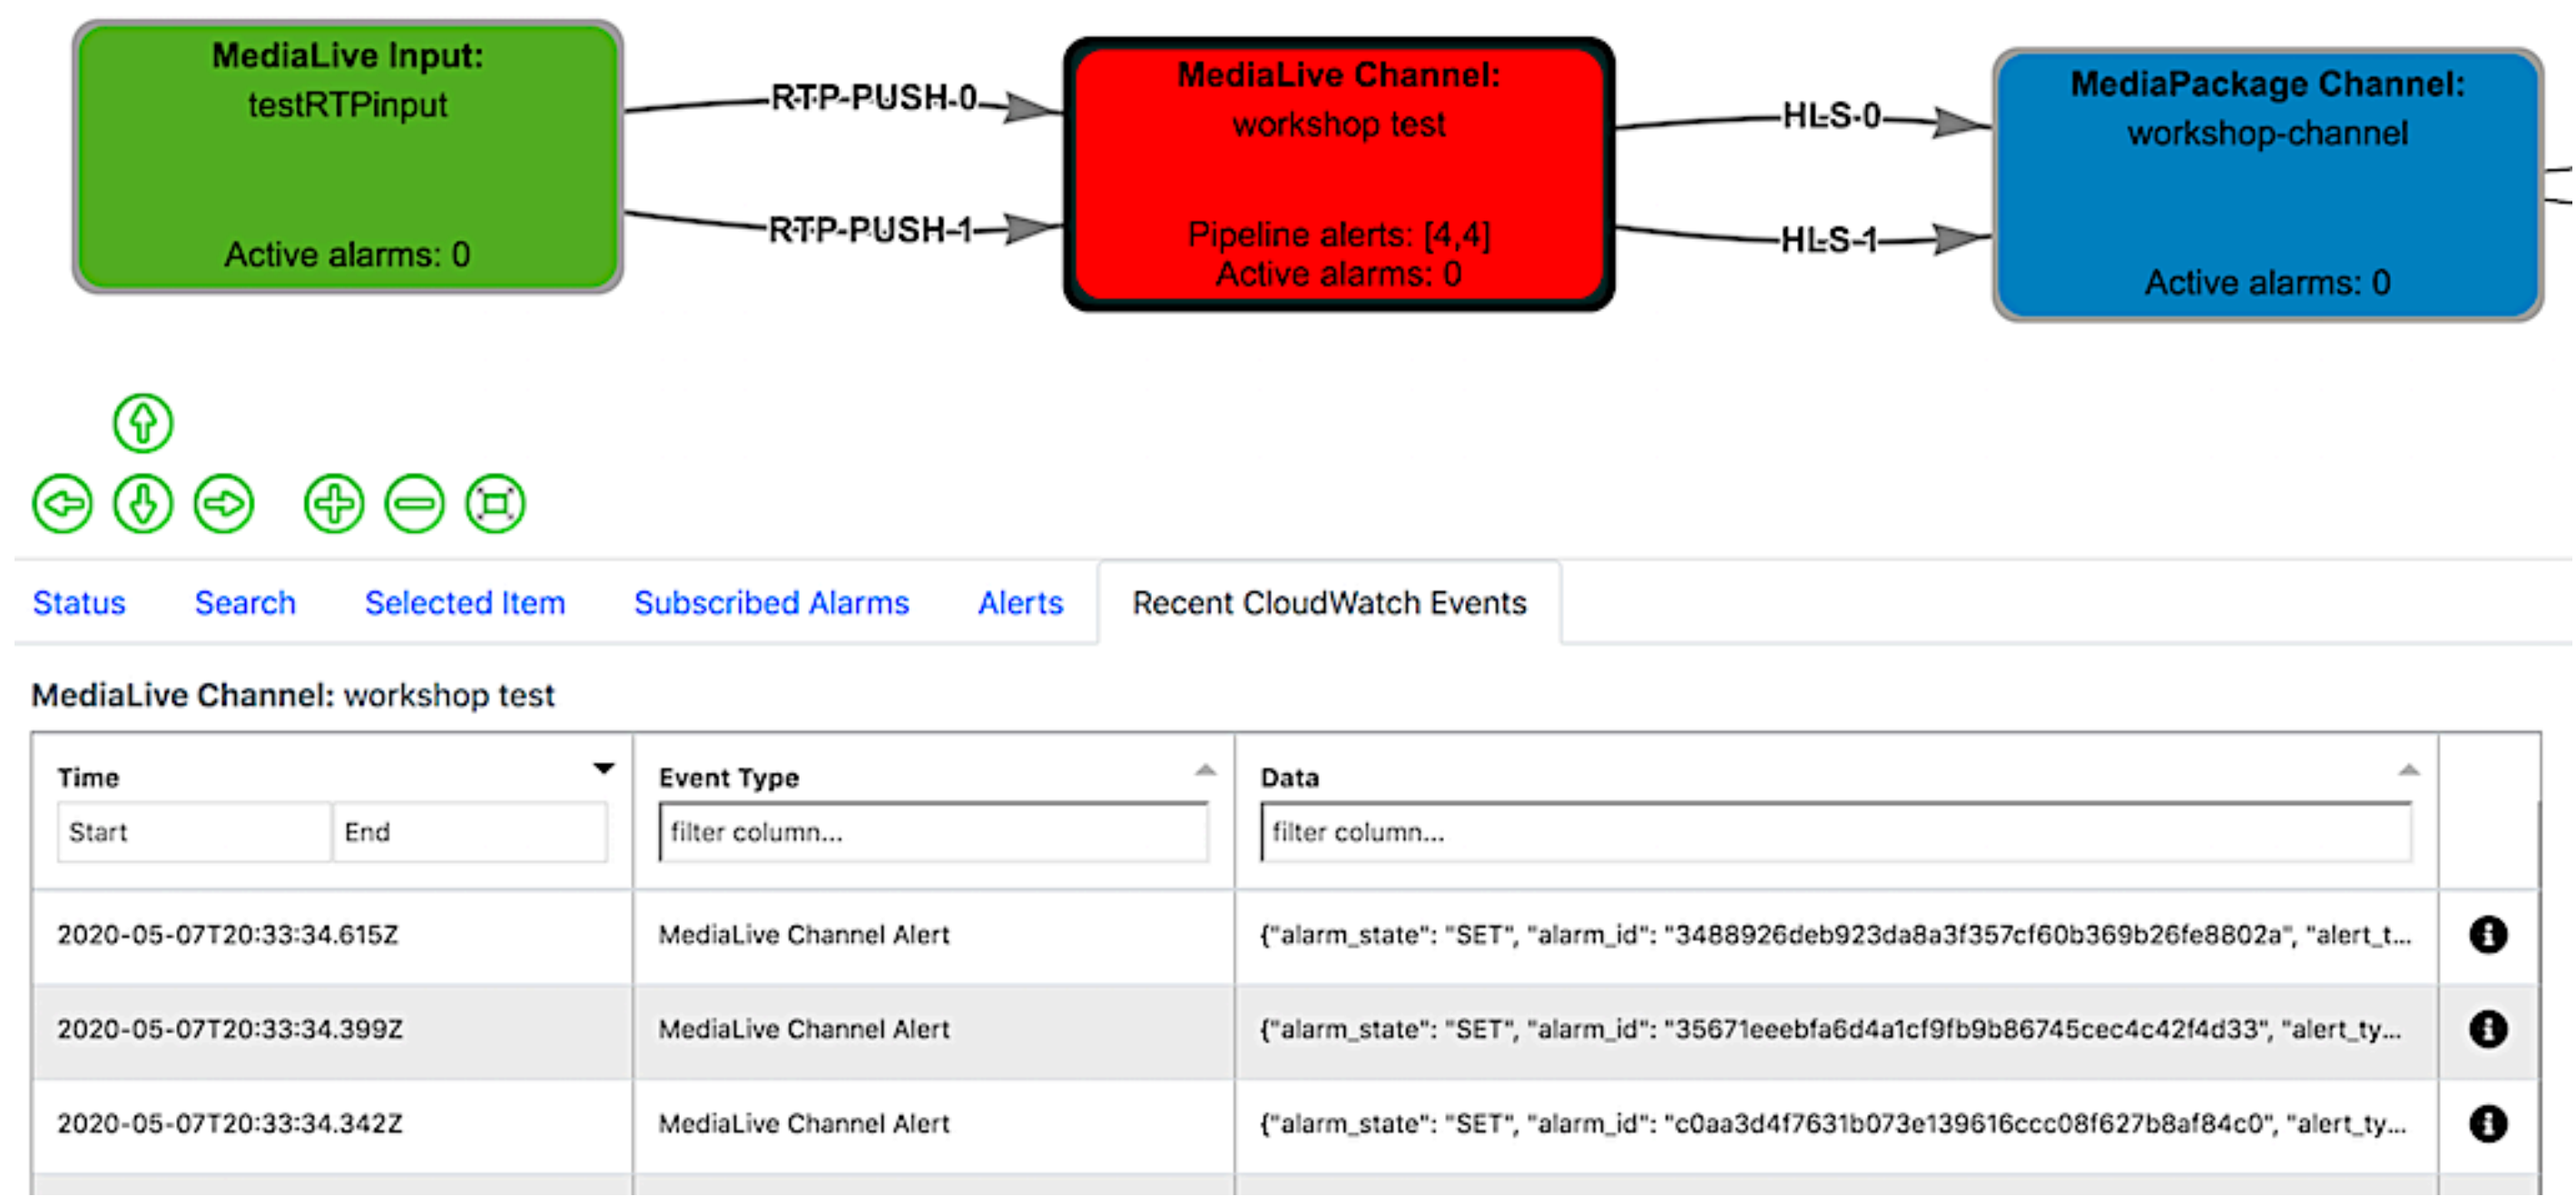 MediaLive Input:
testRTPinput
Active alarms: 0
RTP-PUSH-0
RTP-PUSH-1
MediaLive Channel:
workshop test
Pipeline alerts: [4,4]
Active alarms: 0
HLS-0
HLS-1
MediaPackage Channel:
workshop-channel
Active alarms: 0
Status Search Selected Item Subscribed Alarms Alerts Recent CloudWatch Events
MediaLive Channel: workshop test
Time Event Type Data
Start End filter column... filter column...
2020-05-07T20:33:34.615Z MediaLive Channel Alert {"alarm_state": "SET", "alarm_id": "3488926deb923da8a3f357cf60b369b26fe8802a", "alert_t...
2020-05-07T20:33:34.399Z MediaLive Channel Alert {"alarm_state": "SET", "alarm_id": "35671eeebfa6d4a1cf9fb9b86745cec4c42f4d33", "alert_ty...
2020-05-07T20:33:34.342Z MediaLive Channel Alert {"alarm_state": "SET", "alarm_id": "c0aa3d4f7631b073e139616ccc08f627b8af84c0", "alert_ty...